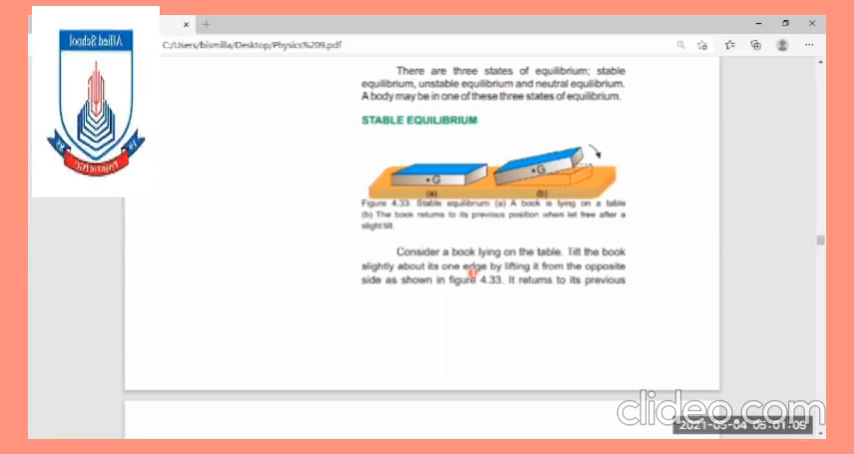 Allied School
C:/Users/bismilla/Desktop/Physics%209.pdf
There are three states of equilibrium; stable
equilibrium, unstable equilibrium and neutral equilibrium.
A body may be in one of these three states of equilibrium.
STABLE EQUILIBRIUM
G
G
(a)
(b)
Figure 4.33: Stable equilibrium (a) A book is lying on a table
(b) The book returns to its previous position when let free after a
slight tilt.
Consider a book lying on the table. Tilt the book
slightly about its one edge by lifting it from the opposite
side as shown in figure 4.33. It returns to its previous
clideo.com
2021-05-04 05:01:09